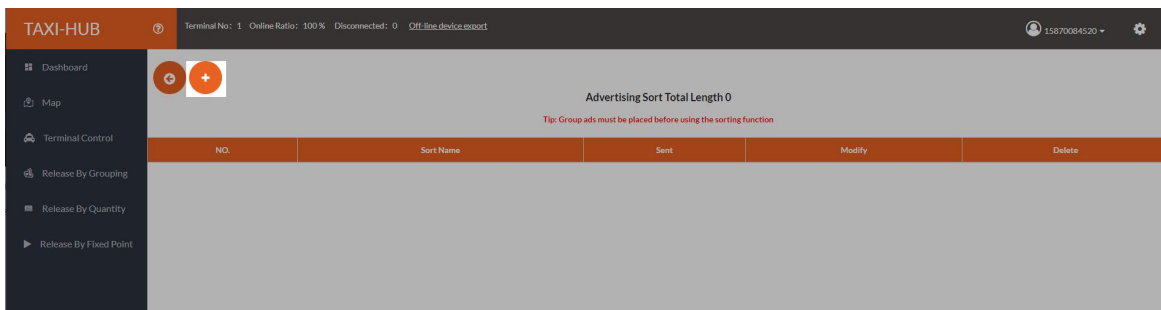 TAXI-HUB
Terminal No: 1 Online Ratio: 100 % Disconnected: 0 Off-line device export
15870084520
Dashboard
Map
Terminal Control
Release By Grouping
Release By Quantity
Release By Fixed Point
Advertising Sort Total Length 0
Tip: Group ads must be placed before using the sorting function
NO. Sort Name Sent Modify Delete